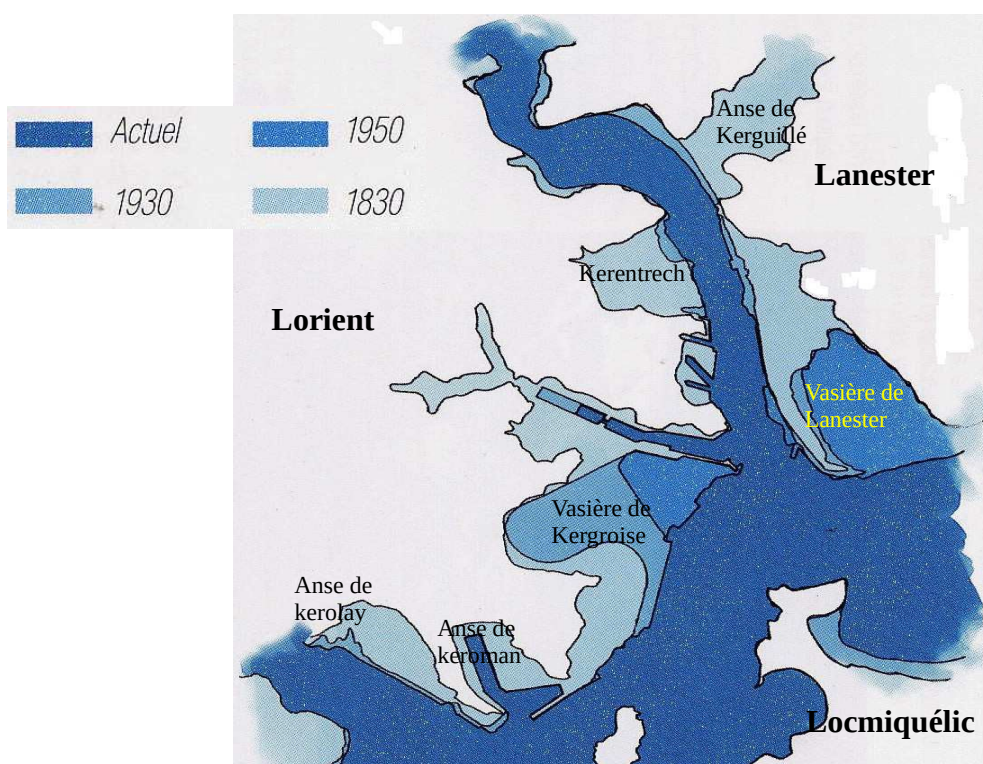 Actuel
1950
1930
1830
Anse de
Kerguillé
Lanester
Kerentrech
Lorient
Vasière de
Lanester
Vasière de
Kergroise
Anse de
kerolay
Anse de
keroman
Locmiquélic